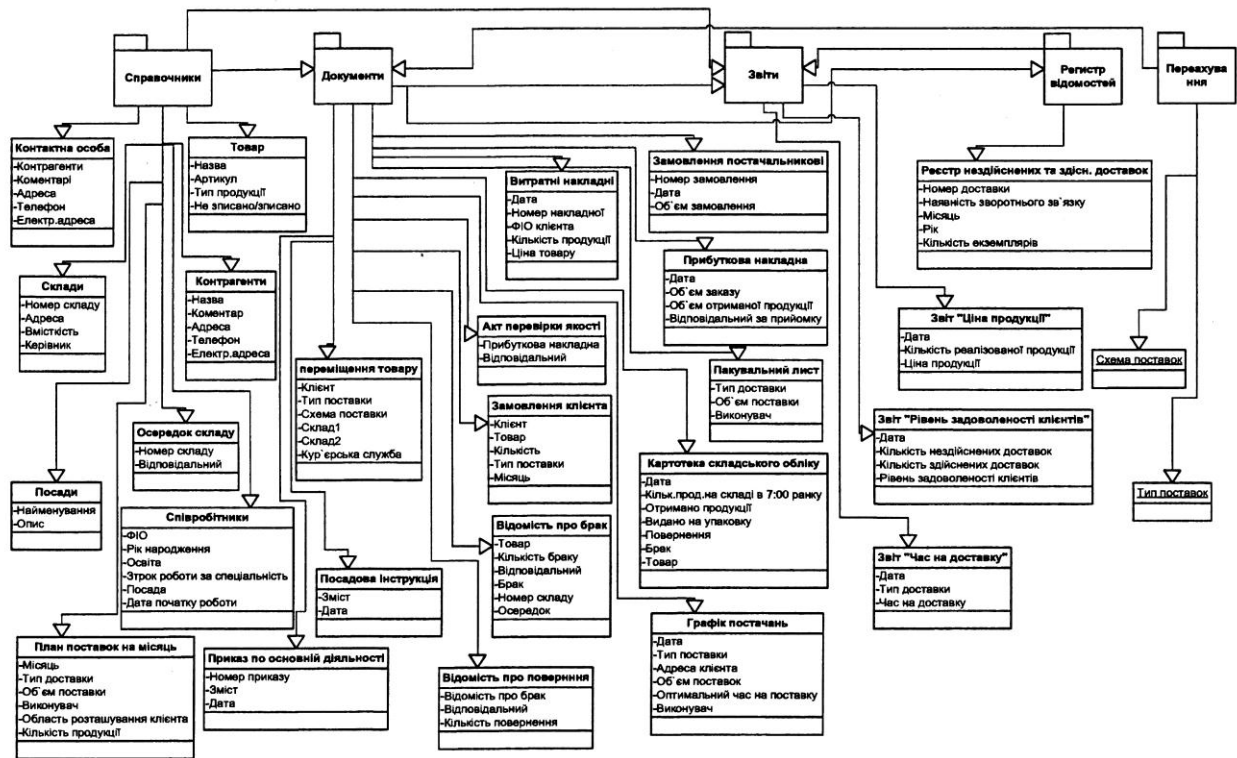 Справочники
Документи
Звіти
Регистр
відомостей
Переахува
ння
Контактна особа
-Контрагенти
-Коментарі
-Адреса
-Телефон
-Електр.адреса
Товар
-Назва
-Артикул
-Тип продукції
-Не зписано/зписано
Витратні накладні
-Дата
-Номер накладної
-ФІО клієнта
-Кількість продукції
-Ціна товару
Замовлення постачальникові
-Номер замовлення
-Дата
-Об`єм замовлення
Реєстр нездійснених та здісн. доставок
-Номер доставки
-Наявність зворотнього зв`язку
-Місяць
-Рік
-Кількість екземплярів
Склади
-Номер складу
-Адреса
-Вмісткість
-Керівник
Контрагенти
-Назва
-Коментар
-Адреса
-Телефон
-Електр.адреса
Прибуткова накладна
-Дата
-Об`єм заказу
-Об`єм отриманої продукції
-Відповідальний за прийомку
Акт перевірки якості
-Прибуткова накладна
-Відповідальний
Звіт "Ціна продукції"
-Дата
-Кількість реалізованої продукції
-Ціна продукції
Схема поставок
переміщення товару
-Клієнт
-Тип поставки
-Схема поставки
-Склад1
-Склад2
-Кур`єрська служба
Пакувальний лист
-Тип доставки
-Об`єм поставки
-Виконувач
Замовлення клієнта
-Клієнт
-Товар
-Кількість
-Тип поставки
-Місяць
Звіт "Рівень задоволеності клієнтів"
-Дата
-Кількість нездійснених доставок
-Кількість здійснених доставок
-Рівень задоволеності клієнтів
Осередок складу
-Номер складу
-Відповідальний
Картотека складського обліку
-Дата
-Кільк.прод.на складі в 7:00 ранку
-Отримано продукції
-Видано на упаковку
-Повернення
-Брак
-Товар
Тип поставок
Посади
-Найменування
-Опис
Співробітники
-ФІО
-Рік народження
-Освіта
-Зтрок роботи за спеціальність
-Посада
-Дата початку роботи
Відомість про брак
-Товар
-Кількість браку
-Відповідальний
-Брак
-Номер складу
-Осередок
Звіт "Час на доставку"
-Дата
-Тип доставки
-Час на доставку
Посадова інструкція
-Зміст
-Дата
Графік постачань
-Дата
-Тип поставки
-Адреса клієнта
-Об`єм поставок
-Оптимальний час на поставку
-Виконувач
План поставок на місяць
-Місяць
-Тип доставки
-Об`єм поставки
-Виконувач
-Область розташування клієнта
-Кількість продукції
Приказ по основній діяльності
-Номер приказу
-Зміст
-Дата
Відомість про поверння
-Відомість про брак
-Відповідальний
-Кількість повернення